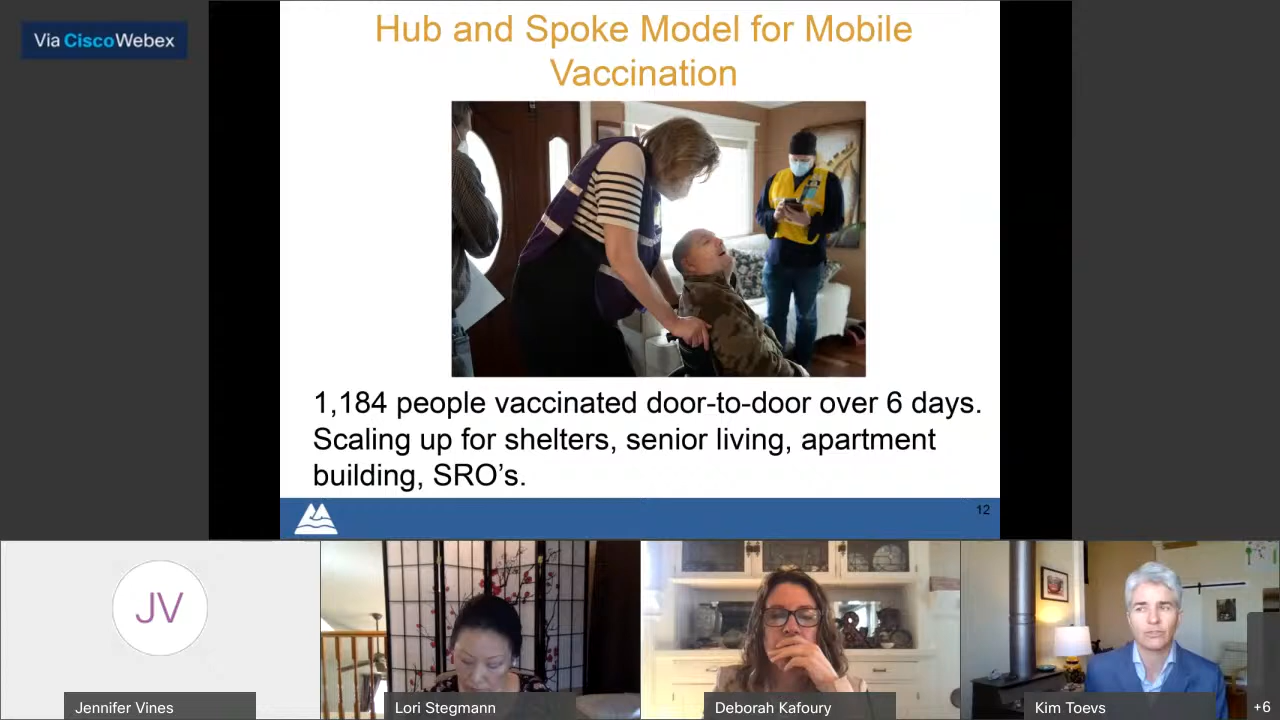 Via Cisco Webex
Hub and Spoke Model for Mobile
Vaccination
1,184 people vaccinated door-to-door over 6 days.
Scaling up for shelters, senior living, apartment
building, SRO's.
12
JV
Jennifer Vines
Lori Stegmann
Deborah Kafoury
Kim Toevs
+6